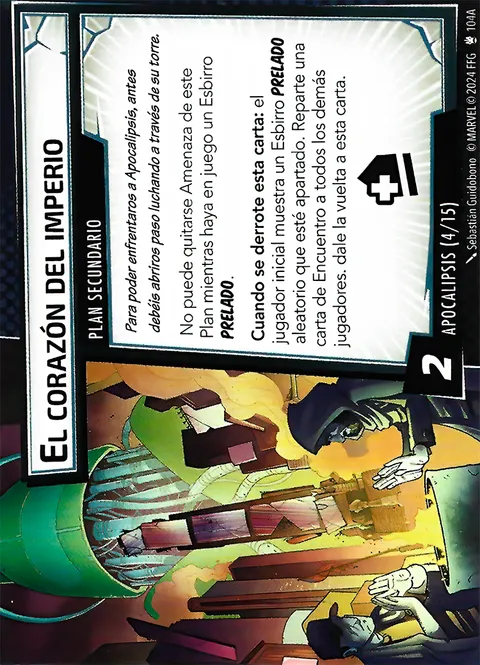 EL CORAZÓN DEL IMPERIO
PLAN SECUNDARIO
Para poder enfrentaros a Apocalipsis, antes
debéis abriros paso luchando a través de su torre.
No puede quitarse Amenaza de este
Plan mientras haya en juego un Esbirro
PRELADO.
Cuando se derrote esta carta: el
jugador inicial muestra un Esbirro PRELADO
aleatorio que esté apartado. Reparte una
carta de Encuentro a todos los demás
jugadores. dale la vuelta a esta carta.
2
APOCALIPSIS (4/15)
Sebastián Guidobono © MARVEL © 2024 FFG 104A